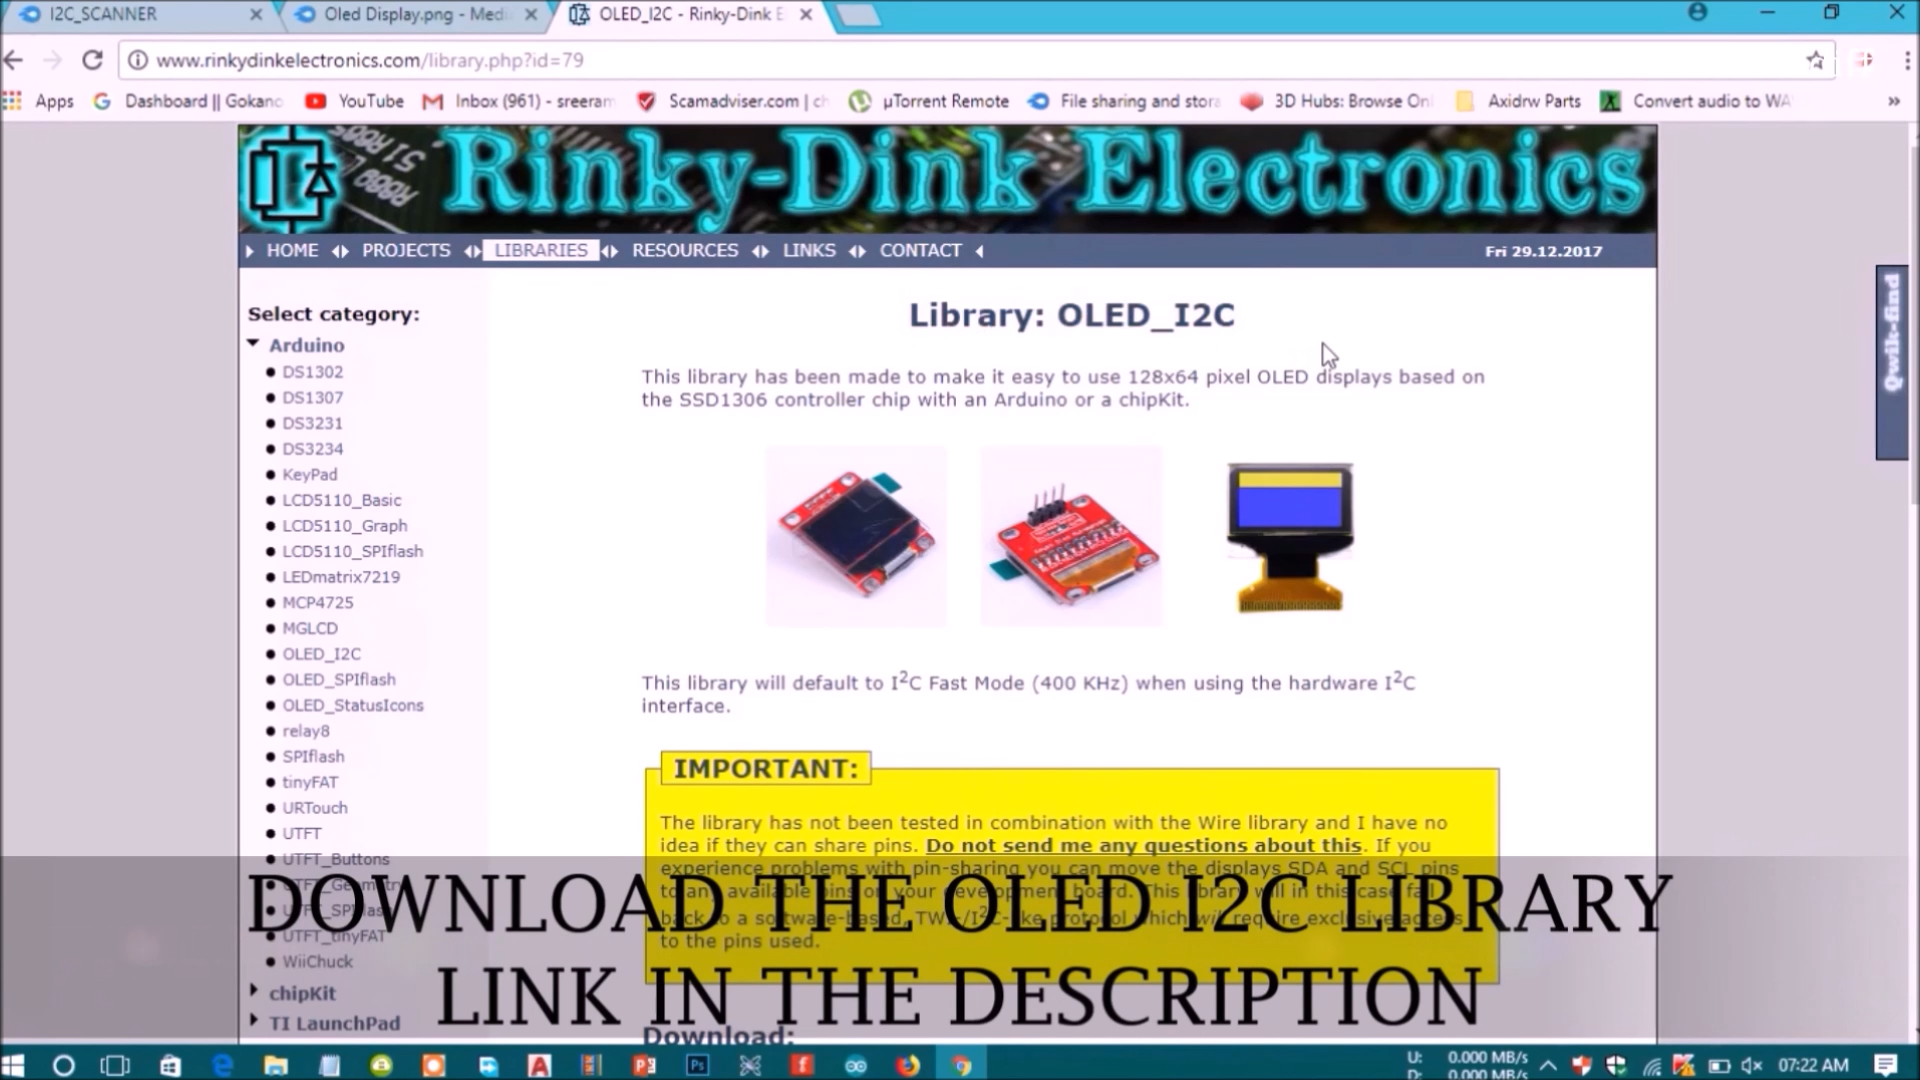 I2C_SCANNER
Oled Display.png - Medi
OLED_I2C - Rinky-Dink E
www.rinkydinkelectronics.com/library.php?id=79
Apps
Dashboard || Gokano
YouTube
Inbox (961) - sreeram
Scamadviser.com | ch
µTorrent Remote
File sharing and stora
3D Hubs: Browse Onl
Axidrw Parts
Convert audio to WA
»
Rinky-Dink Electronics
HOME PROJECTS LIBRARIES RESOURCES LINKS CONTACT
Fri 29.12.2017
Qwik-find
Select category:
Arduino
DS1302
DS1307
DS3231
DS3234
KeyPad
LCD5110_Basic
LCD5110_Graph
LCD5110_SPIflash
LEDmatrix7219
MCP4725
MGLCD
OLED_I2C
OLED_SPIflash
OLED_StatusIcons
relay8
SPIflash
tinyFAT
URTouch
UTFT
UTFT_Buttons
UTFT_Geometry
UTFT_SPIflash
UTFT_tinyFAT
WiiChuck
chipKit
TI LaunchPad
Library: OLED_I2C
This library has been made to make it easy to use 128x64 pixel OLED displays based on
the SSD1306 controller chip with an Arduino or a chipKit.
This library will default to I2C Fast Mode (400 KHz) when using the hardware I2C
interface.
IMPORTANT:
The library has not been tested in combination with the Wire library and I have no
idea if they can share pins. Do not send me any questions about this. If you
experience problems with pin-sharing you can move the displays SDA and SCL pins
to any available pins on your development board. This library will in this case fall
back to a software-based, TWI-/I2C-like protocol which will require exclusive access
to the pins used.
Download:
DOWNLOAD THE OLED I2C LIBRARY
LINK IN THE DESCRIPTION
U: 0.000 MB/s
D: 0.000 MB/s
07:22 AM